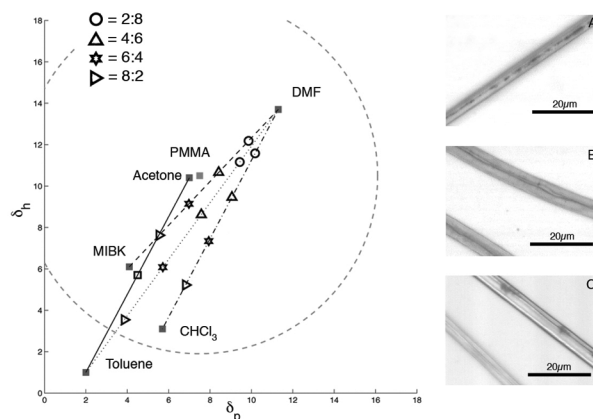 = 2:8
= 4:6
= 6:4
= 8:2
DMF
PMMA
Acetone
MIBK
CHCl₃
Toluene
18
16
14
12
10
8
6
4
2
0
0 2 4 6 8 10 12 14 16 18
δh
δp
A
20μm
B
20μm
C
20μm